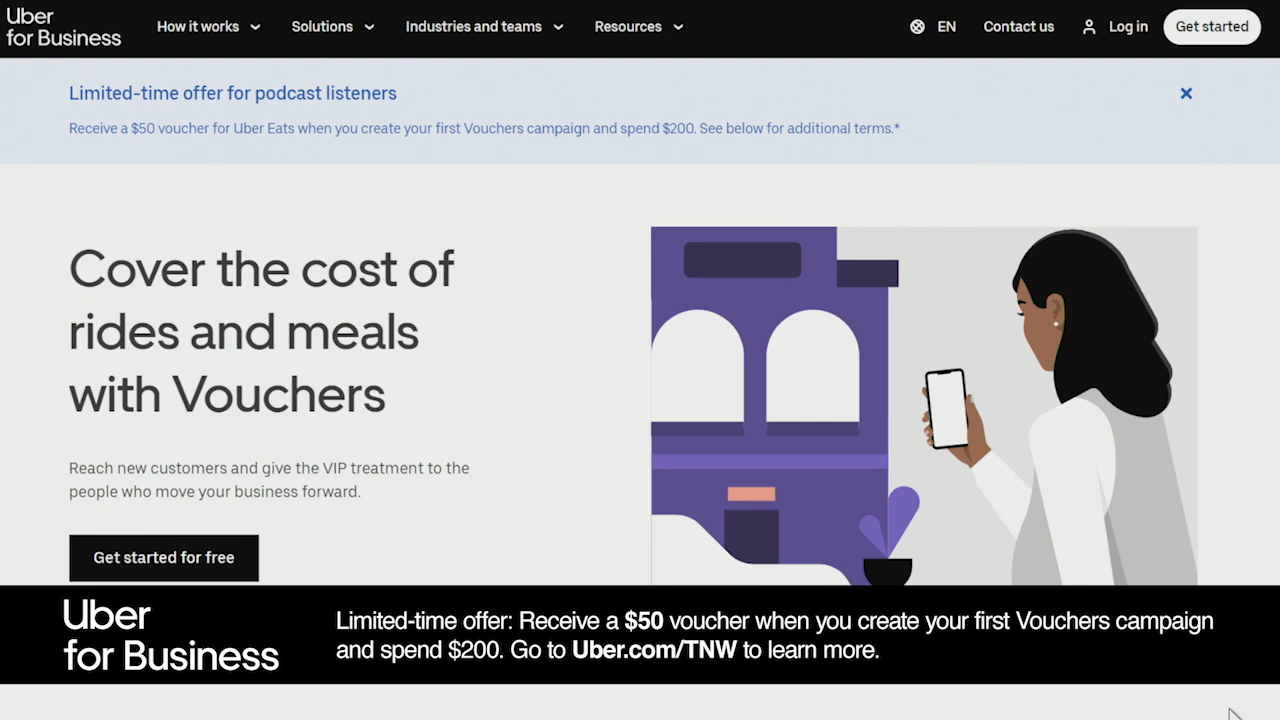 Uber
for Business
How it works
Solutions
Industries and teams
Resources
EN
Contact us
Log in
Get started
Limited-time offer for podcast listeners
Receive a $50 voucher for Uber Eats when you create your first Vouchers campaign and spend $200. See below for additional terms.*
Cover the cost of
rides and meals
with Vouchers
Reach new customers and give the VIP treatment to the
people who move your business forward.
Get started for free
Uber
for Business
Limited-time offer: Receive a $50 voucher when you create your first Vouchers campaign
and spend $200. Go to Uber.com/TNW to learn more.